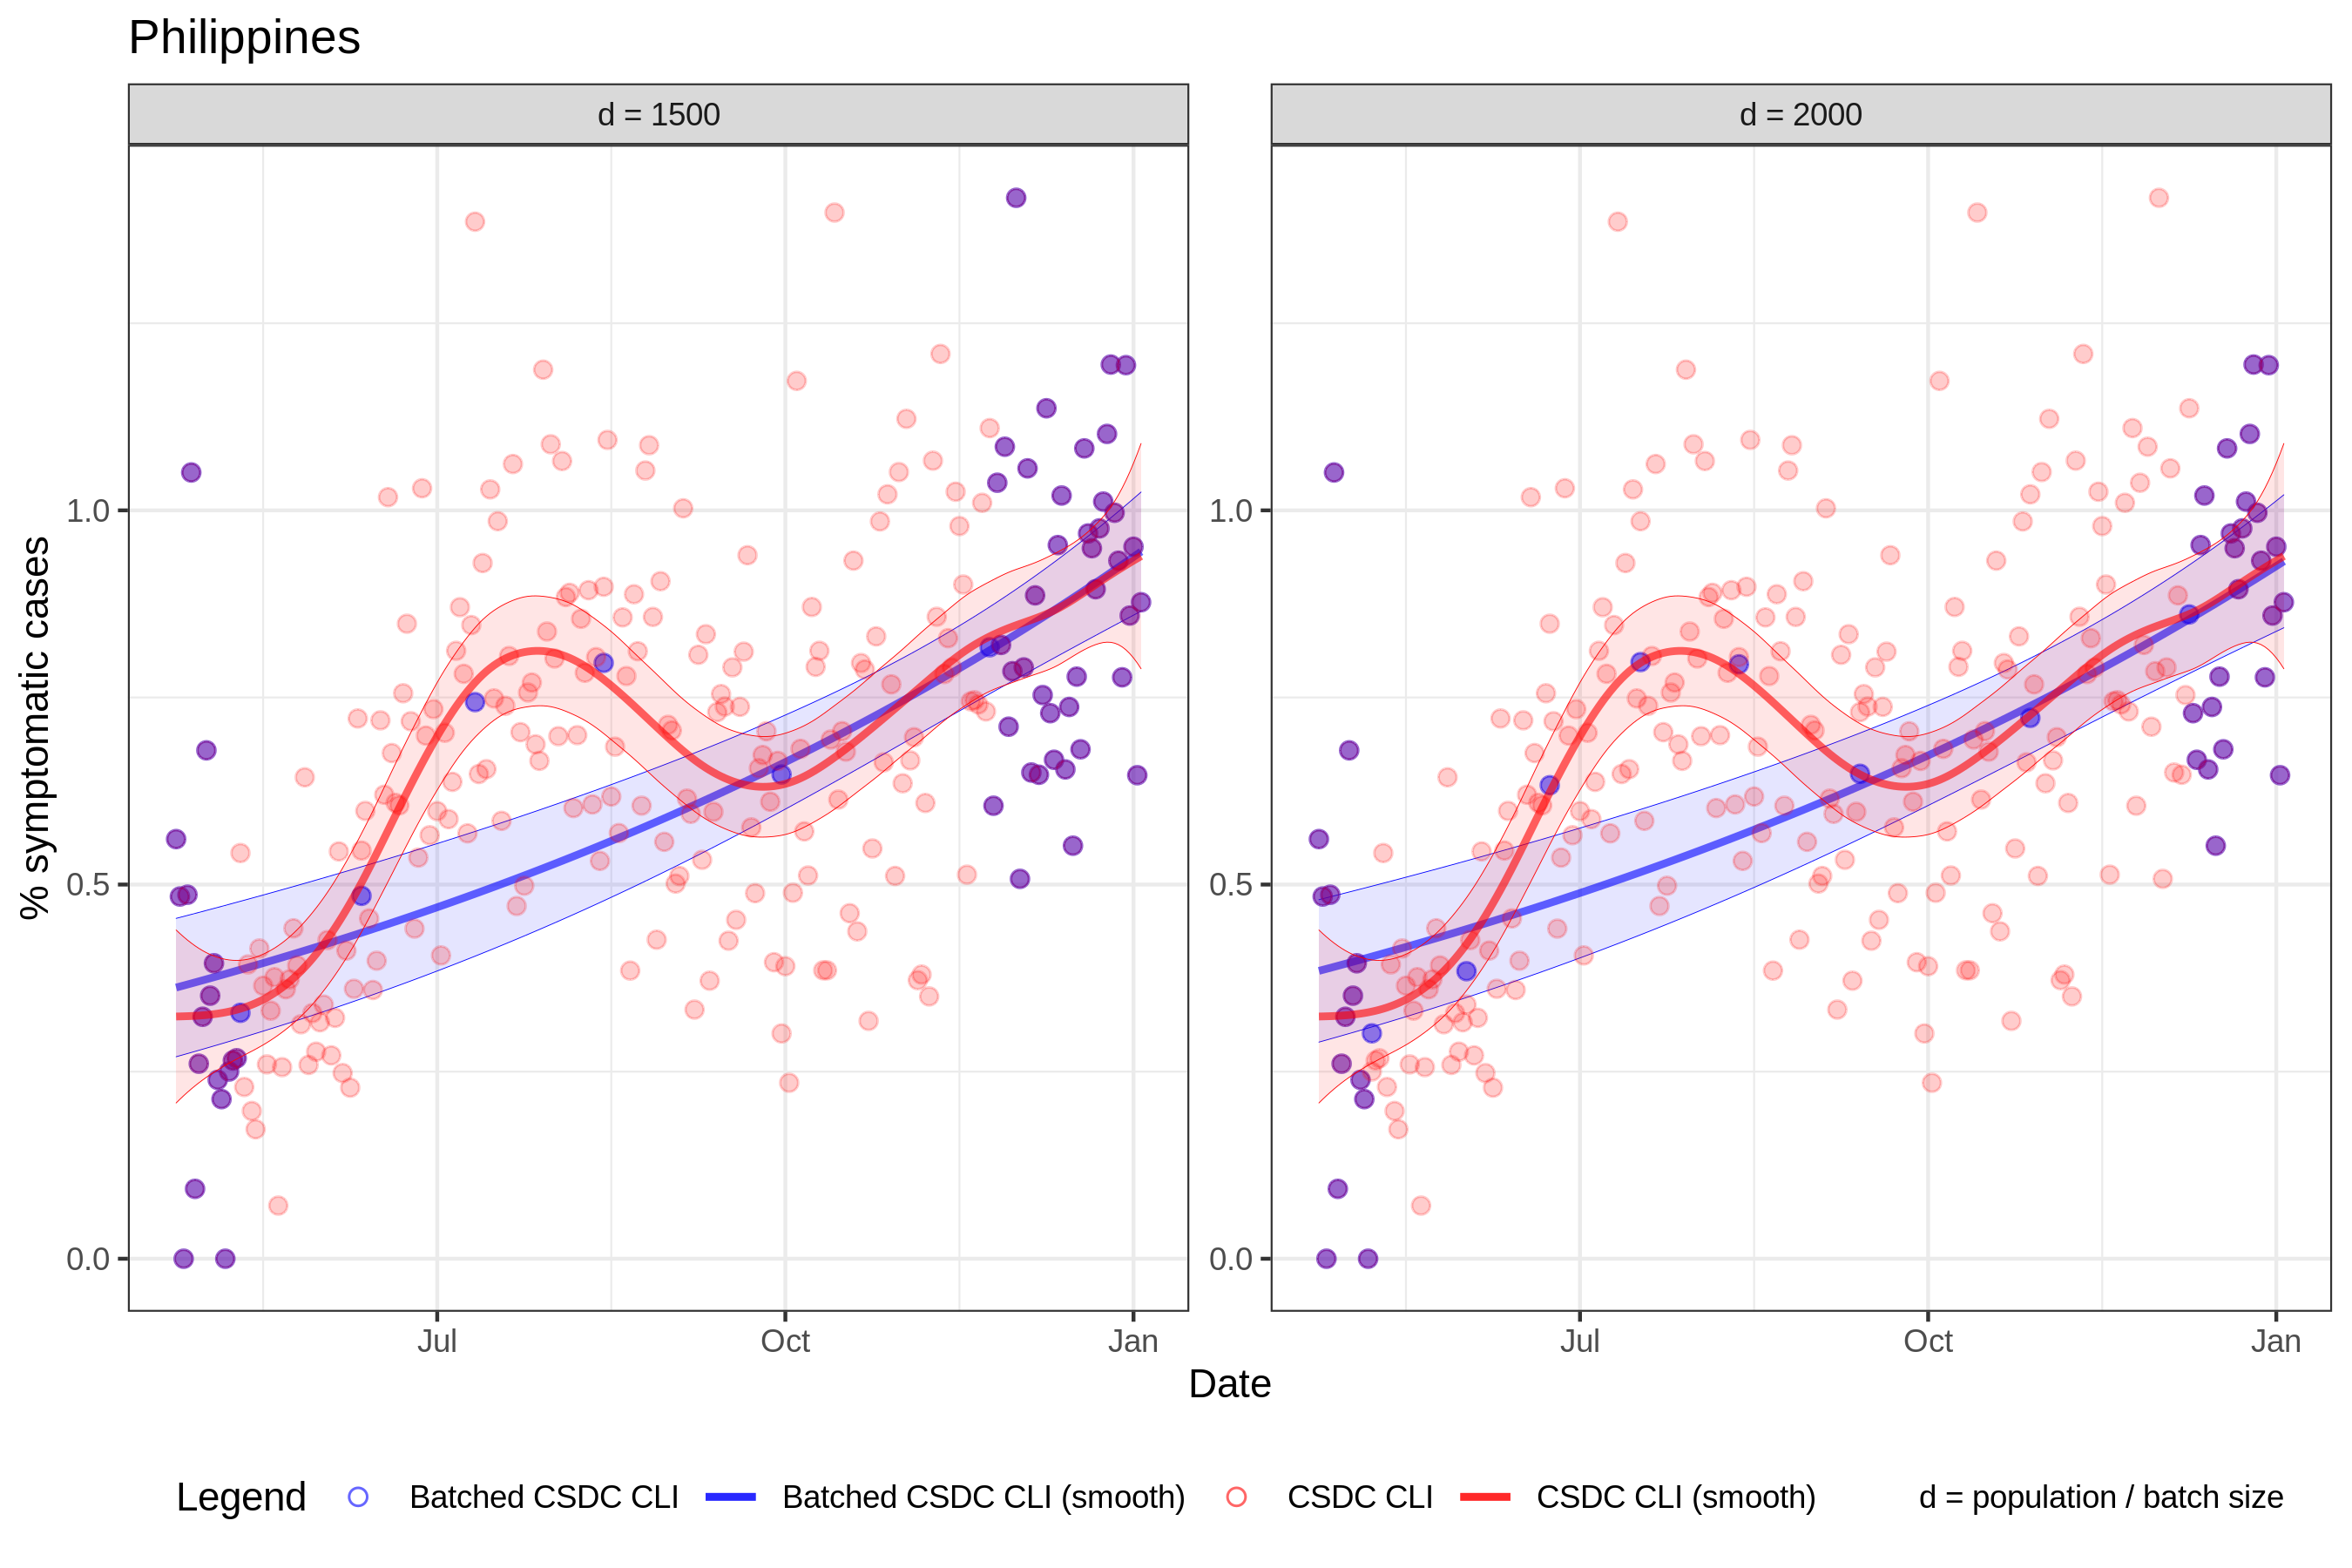 Philippines
d = 1500
d = 2000
% symptomatic cases
1.0
0.5
0.0
1.0
0.5
0.0
Jul
Oct
Jan
Jul
Oct
Jan
Date
Legend
Batched CSDC CLI
Batched CSDC CLI (smooth)
CSDC CLI
CSDC CLI (smooth)
d = population / batch size